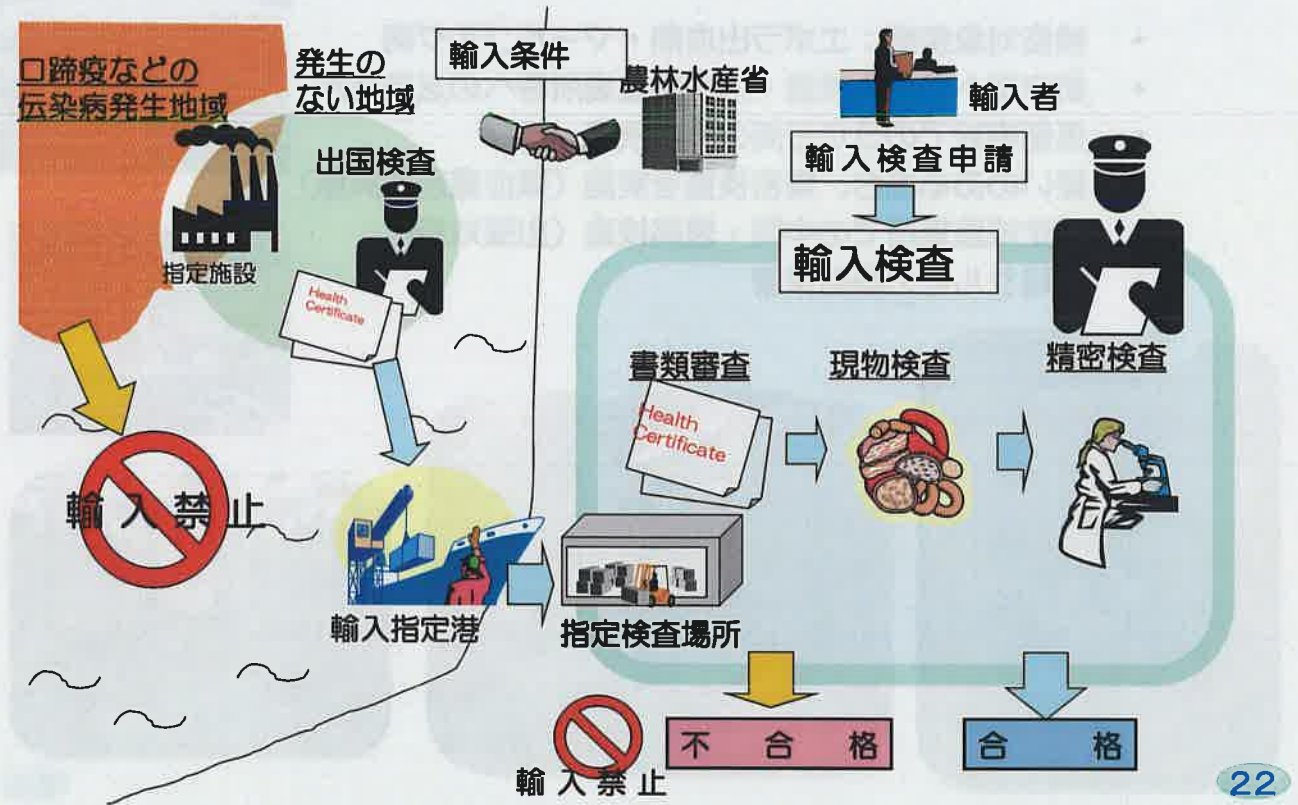 口蹄疫などの
伝染病発生地域
発生の
ない地域
輸入条件
農林水産省
輸入者
出国検査
輸入検査申請
指定施設
輸入検査
Health
Certificate
書類審査
現物検査
精密検査
Health
Certificate
輸入禁止
輸入指定港
指定検査場所
不合格
合格
輸入禁止
22